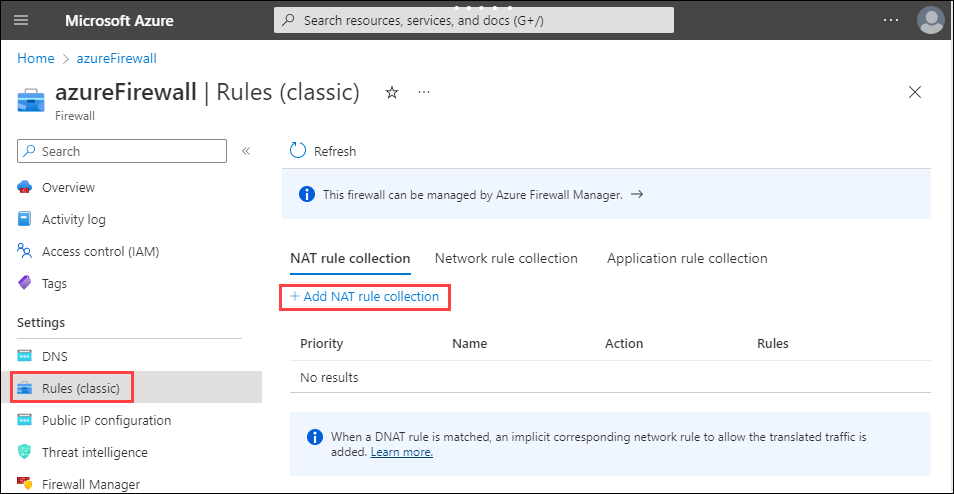 Microsoft Azure
Search resources, services, and docs (G+/)
...
Home > azureFirewall
azureFirewall | Rules (classic)
...
Firewall
Search
«
Overview
Activity log
Access control (IAM)
Tags
Settings
DNS
Rules (classic)
Public IP configuration
Threat intelligence
Firewall Manager
Refresh
This firewall can be managed by Azure Firewall Manager. →
NAT rule collection Network rule collection Application rule collection
+ Add NAT rule collection
Priority Name Action Rules
No results
When a DNAT rule is matched, an implicit corresponding network rule to allow the translated traffic is
added. Learn more.